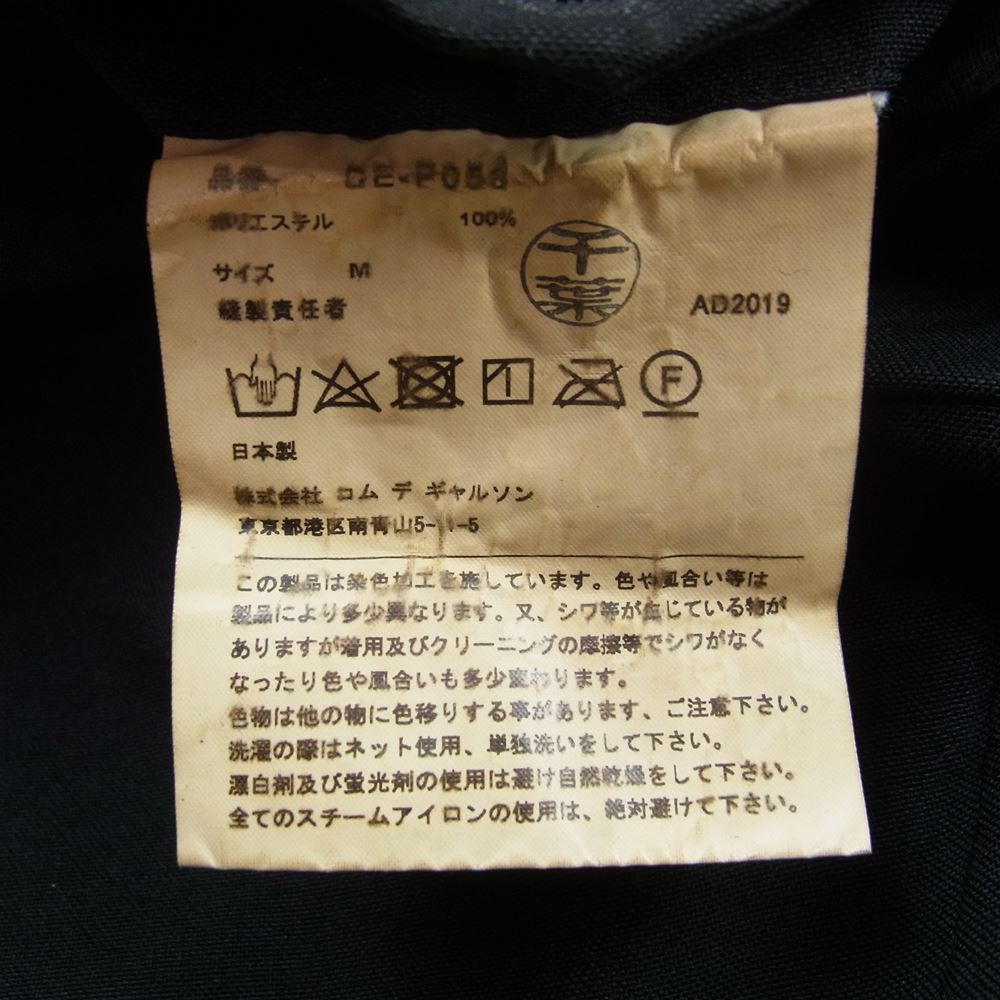 品番 DE-P056
ポリエステル 100%
サイズ M
縫製責任者 千葉 AD2019
F
日本製
株式会社 コム デ ギャルソン
東京都港区南青山5-11-5
この製品は染色加工を施しています。色や風合い等は
製品により多少異なります。又、シワ等が生じている物が
ありますが着用及びクリーニングの摩擦等でシワがなく
なったり色や風合いも多少変わります。
色物は他の物に色移りする事があります、ご注意下さい。
洗濯の際はネット使用、単独洗いをして下さい。
漂白剤及び蛍光剤の使用は避け自然乾燥をして下さい。
全てのスチームアイロンの使用は、絶対避けて下さい。